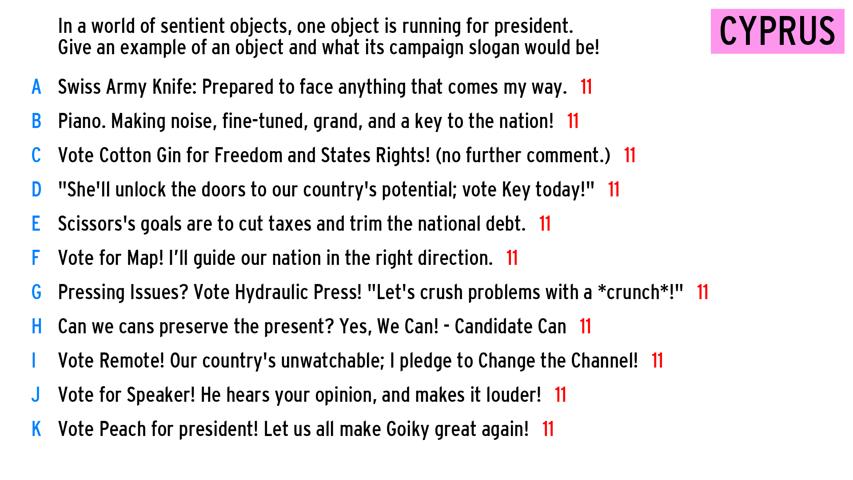 In a world of sentient objects, one object is running for president.
Give an example of an object and what its campaign slogan would be!
CYPRUS
A Swiss Army Knife: Prepared to face anything that comes my way. 11
B Piano. Making noise, fine-tuned, grand, and a key to the nation! 11
C Vote Cotton Gin for Freedom and States Rights! (no further comment.) 11
D "She'll unlock the doors to our country's potential; vote Key today!" 11
E Scissors's goals are to cut taxes and trim the national debt. 11
F Vote for Map! I’ll guide our nation in the right direction. 11
G Pressing Issues? Vote Hydraulic Press! "Let's crush problems with a *crunch*!" 11
H Can we cans preserve the present? Yes, We Can! - Candidate Can 11
I Vote Remote! Our country's unwatchable; I pledge to Change the Channel! 11
J Vote for Speaker! He hears your opinion, and makes it louder! 11
K Vote Peach for president! Let us all make Goiky great again! 11